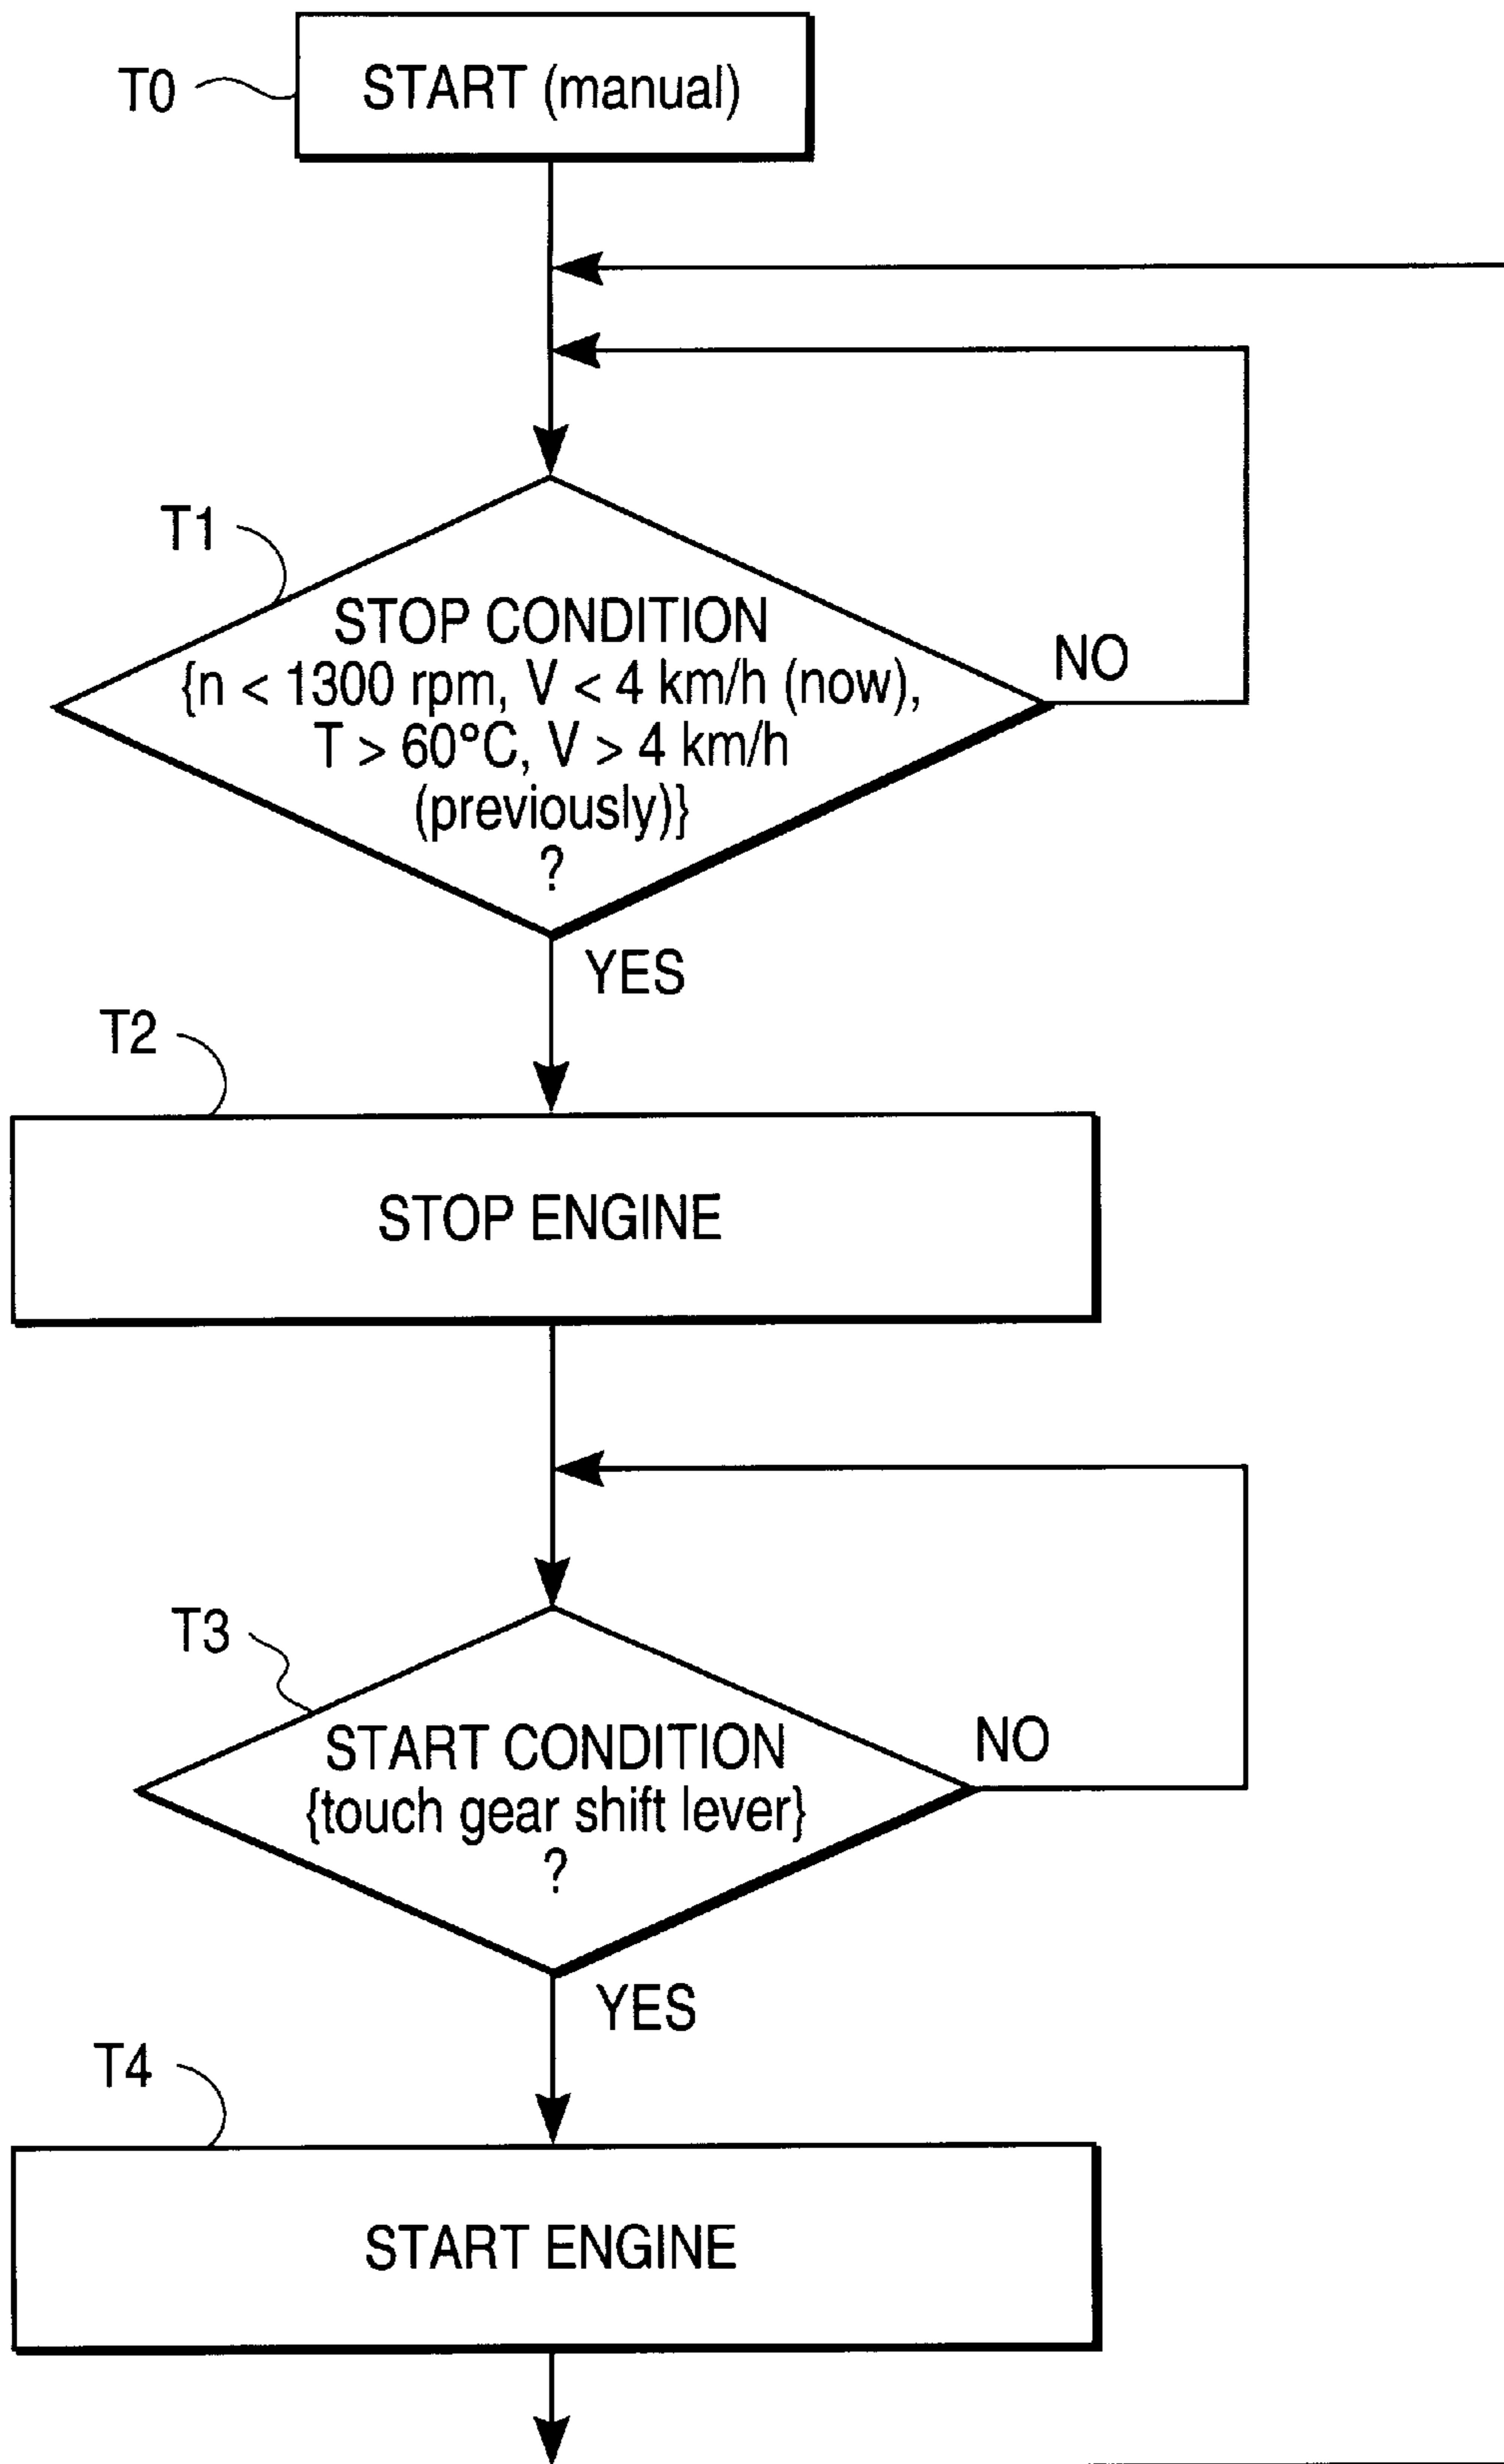 T0
START (manual)
T1
STOP CONDITION
{n < 1300 rpm, V < 4 km/h (now),
T > 60°C, V > 4 km/h
(previously)}
?
NO
YES
T2
STOP ENGINE
T3
START CONDITION
{touch gear shift lever}
?
NO
YES
T4
START ENGINE